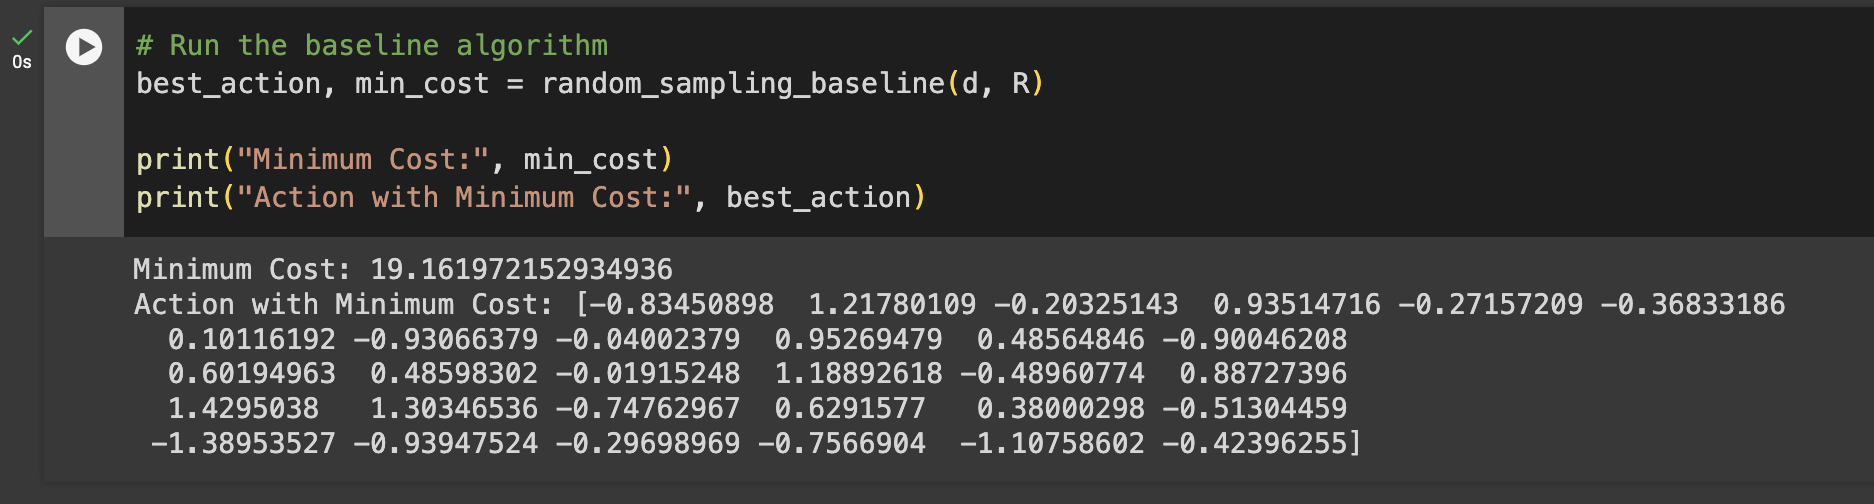 0s
# Run the baseline algorithm
best_action, min_cost = random_sampling_baseline(d, R)
print("Minimum Cost:", min_cost)
print("Action with Minimum Cost:", best_action)
Minimum Cost: 19.161972152934936
Action with Minimum Cost: [-0.83450898  1.21780109 -0.20325143  0.93514716 -0.27157209 -0.36833186
  0.10116192 -0.93066379 -0.04002379  0.95269479  0.48564846 -0.90046208
  0.60194963  0.48598302 -0.01915248  1.18892618 -0.48960774  0.88727396
  1.4295038   1.30346536 -0.74762967  0.6291577   0.38000298 -0.51304459
 -1.38953527 -0.93947524 -0.29698969 -0.7566904  -1.10758602 -0.42396255]